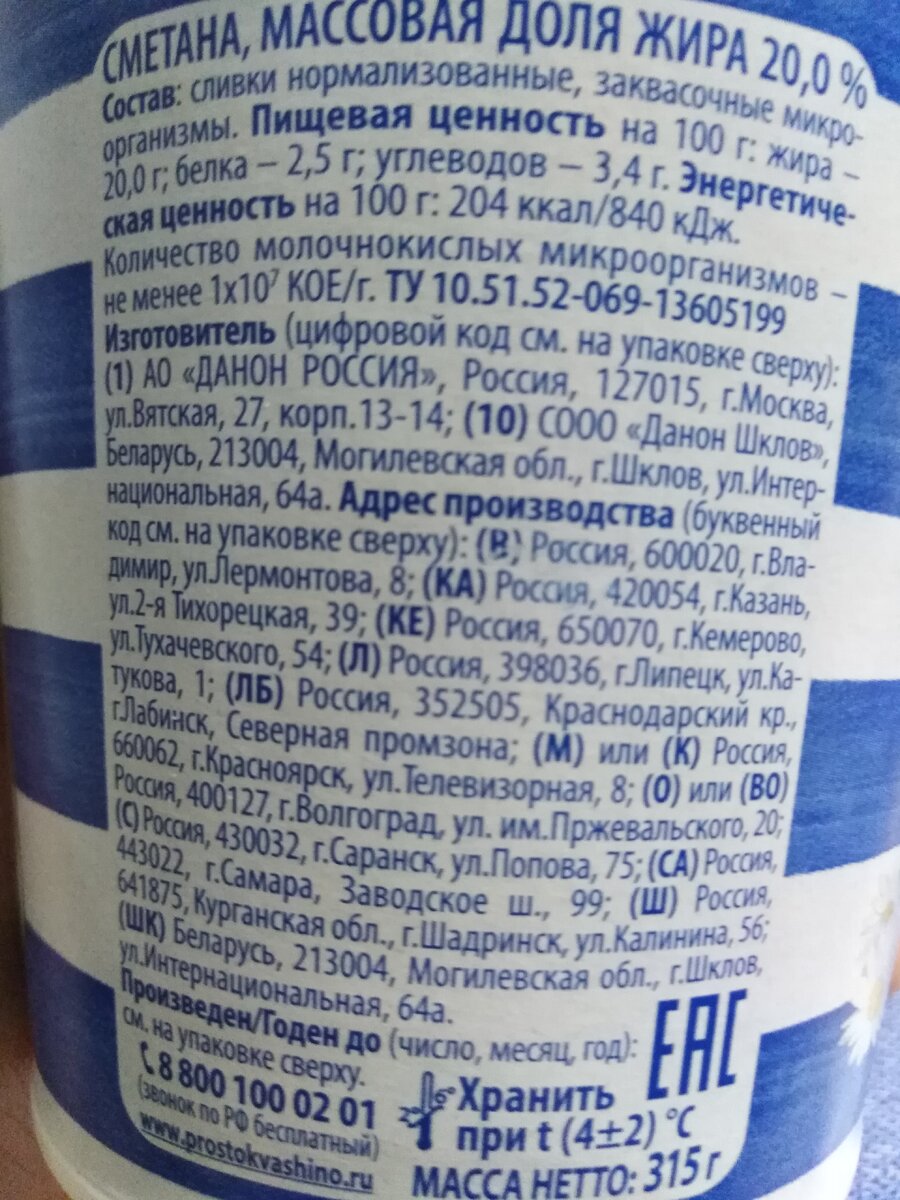 СМЕТАНА, МАССОВАЯ ДОЛЯ ЖИРА 20,0 %
Состав: сливки нормализованные, заквасочные микро-
организмы. Пищевая ценность на 100 г: жира –
20,0 г; белка – 2,5 г; углеводов – 3,4 г. Энергетиче-
ская ценность на 100 г: 204 ккал/840 кДж.
Количество молочнокислых микроорганизмов –
не менее 1х10⁷ КОЕ/г. ТУ 10.51.52-069-13605199
Изготовитель (цифровой код см. на упаковке сверху):
(1) АО «ДАНОН РОССИЯ», Россия, 127015, г.Москва,
ул.Вятская, 27, корп.13-14; (10) СООО «Данон Шклов»,
Беларусь, 213004, Могилевская обл., г.Шклов, ул.Интер-
национальная, 64а. Адрес производства (буквенный
код см. на упаковке сверху): (В) Россия, 600020, г.Вла-
димир, ул.Лермонтова, 8; (КА) Россия, 420054, г.Казань,
ул.2-я Тихорецкая, 39; (КЕ) Россия, 650070, г.Кемерово,
ул.Тухачевского, 54; (Л) Россия, 398036, г.Липецк, ул.Ка-
тукова, 1; (ЛБ) Россия, 352505, Краснодарский кр.,
г.Лабинск, Северная промзона; (М) или (К) Россия,
660062, г.Красноярск, ул.Телевизорная, 8; (О) или (ВО)
Россия, 400127, г.Волгоград, ул. им.Пржевальского, 20;
(С) Россия, 430032, г.Саранск, ул.Попова, 75; (СА) Россия,
443022, г.Самара, Заводское ш., 99; (Ш) Россия,
641875, Курганская обл., г.Шадринск, ул.Калинина, 56;
(ШК) Беларусь, 213004, Могилевская обл., г.Шклов,
ул.Интернациональная, 64а.
Произведен/Годен до (число, месяц, год):
см. на упаковке сверху.
8 800 100 02 01
(звонок по РФ бесплатный)
www.prostokvashino.ru
ЕАС
2° 6° Хранить
при t (4±2) °С
МАССА НЕТТО: 315 г